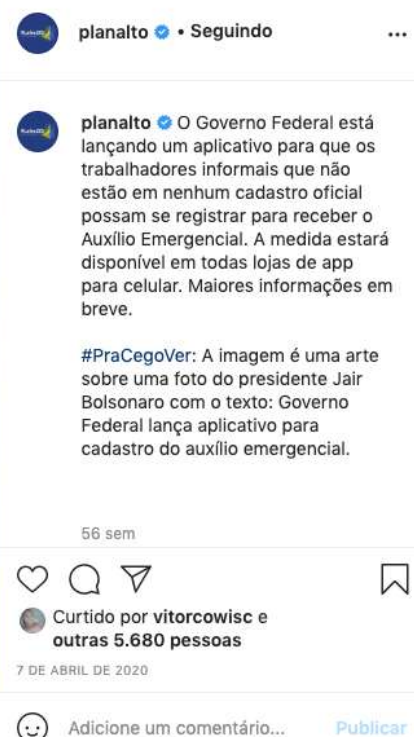 planalto • Seguindo
planalto O Governo Federal está
lançando um aplicativo para que os
trabalhadores informais que não
estão em nenhum cadastro oficial
possam se registrar para receber o
Auxílio Emergencial. A medida estará
disponível em todas lojas de app
para celular. Maiores informações em
breve.
#PraCegoVer: A imagem é uma arte
sobre uma foto do presidente Jair
Bolsonaro com o texto: Governo
Federal lança aplicativo para
cadastro do auxílio emergencial.
56 sem
Curtido por vitorcowisc e
outras 5.680 pessoas
7 DE ABRIL DE 2020
Adicione um comentário... Publicar